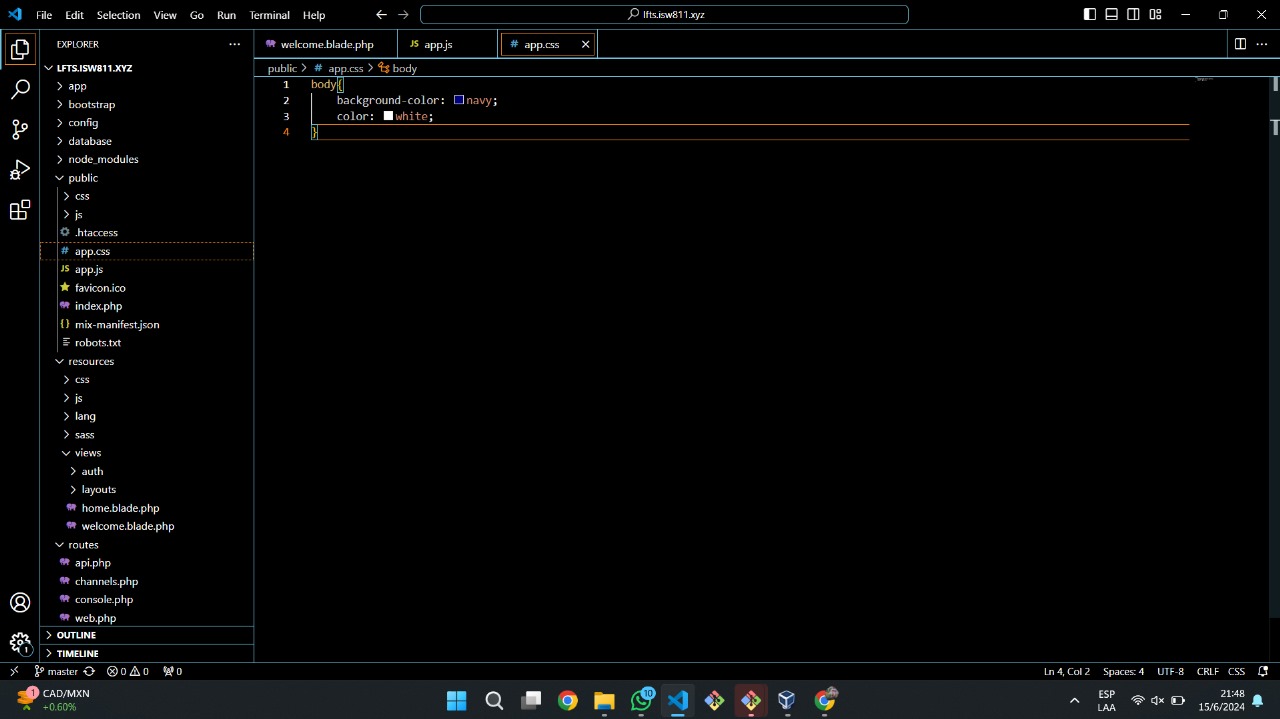 File Edit Selection View Go Run Terminal Help
lfts.isw811.xyz
EXPLORER
LFTS.ISW811.XYZ
app
bootstrap
config
database
node_modules
public
css
js
.htaccess
app.css
JS app.js
favicon.ico
index.php
mix-manifest.json
robots.txt
resources
css
js
lang
sass
views
auth
layouts
home.blade.php
welcome.blade.php
routes
api.php
channels.php
console.php
web.php
OUTLINE
TIMELINE
welcome.blade.php JS app.js # app.css
public > # app.css > body
1 body{
2 background-color: navy;
3 color: white;
4 }
1
master 0 0 0
Ln 4, Col 2 Spaces: 4 UTF-8 CRLF CSS
1 CAD/MXN
+0.60%
10
ESP
LAA
21:48
15/6/2024